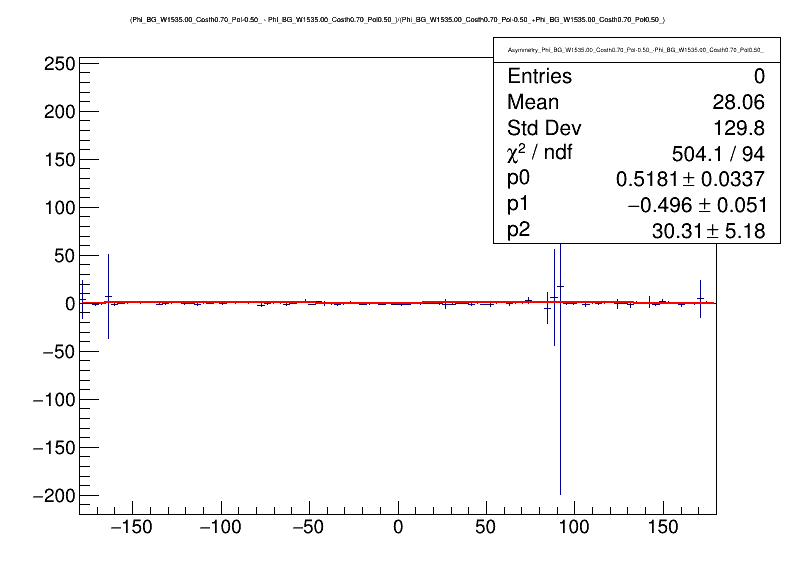 (Phi_BG_W1535.00_Costh0.70_Pol-0.50_ - Phi_BG_W1535.00_Costh0.70_Pol0.50_)/(Phi_BG_W1535.00_Costh0.70_Pol-0.50_+Phi_BG_W1535.00_Costh0.70_Pol0.50_)
Asymmetry_Phi_BG_W1535.00_Costh0.70_Pol-0.50_-Phi_BG_W1535.00_Costh0.70_Pol0.50_
Entries 0
Mean 28.06
Std Dev 129.8
χ² / ndf 504.1 / 94
p0 0.5181 ± 0.0337
p1 −0.496 ± 0.051
p2 30.31 ± 5.18
250
200
150
100
50
0
−50
−100
−150
−200
−150 −100 −50 0 50 100 150